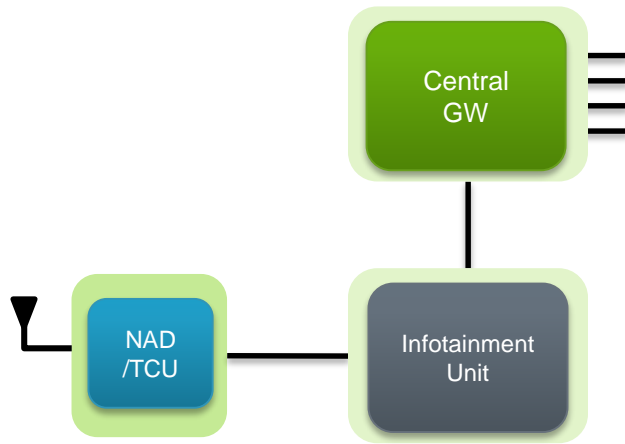 Central
GW
NAD
/TCU
Infotainment
Unit